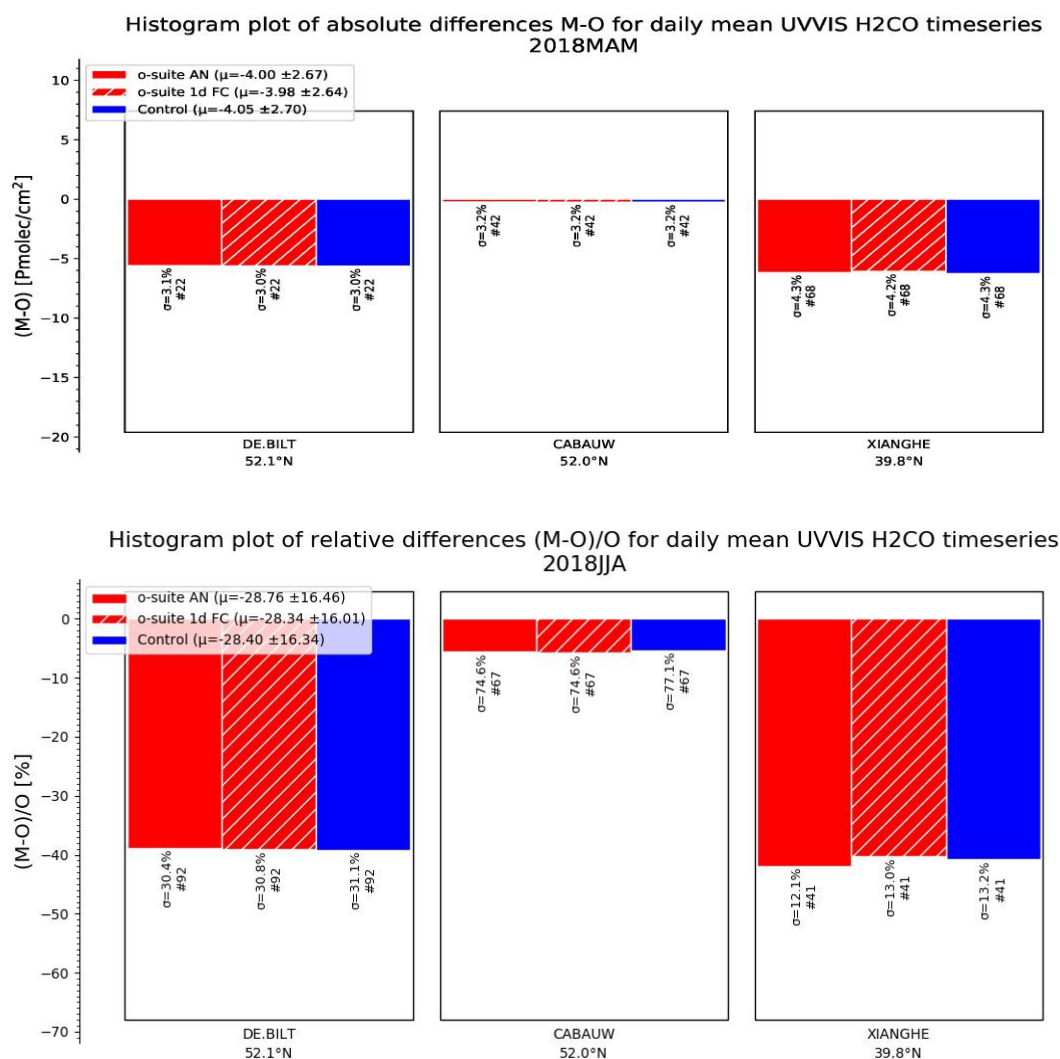 Histogram plot of absolute differences M-O for daily mean UVVIS H2CO timeseries
2018MAM
o-suite AN (μ=-4.00 ±2.67)
o-suite 1d FC (μ=-3.98 ±2.64)
Control (μ=-4.05 ±2.70)
(M-O) [Pmolec/cm²]
10
5
0
−5
−10
−15
−20
σ=3.1%
#22
σ=3.0%
#22
σ=3.0%
#22
σ=3.2%
#42
σ=3.2%
#42
σ=3.2%
#42
σ=4.3%
#68
σ=4.2%
#68
σ=4.3%
#68
DE.BILT
52.1°N
CABAUW
52.0°N
XIANGHE
39.8°N
Histogram plot of relative differences (M-O)/O for daily mean UVVIS H2CO timeseries
2018JJA
o-suite AN (μ=-28.76 ±16.46)
o-suite 1d FC (μ=-28.34 ±16.01)
Control (μ=-28.40 ±16.34)
(M-O)/O [%]
0
−10
−20
−30
−40
−50
−60
−70
σ=30.4%
#92
σ=30.8%
#92
σ=31.1%
#92
σ=74.6%
#67
σ=74.6%
#67
σ=77.1%
#67
σ=12.1%
#41
σ=13.0%
#41
σ=13.2%
#41
DE.BILT
52.1°N
CABAUW
52.0°N
XIANGHE
39.8°N